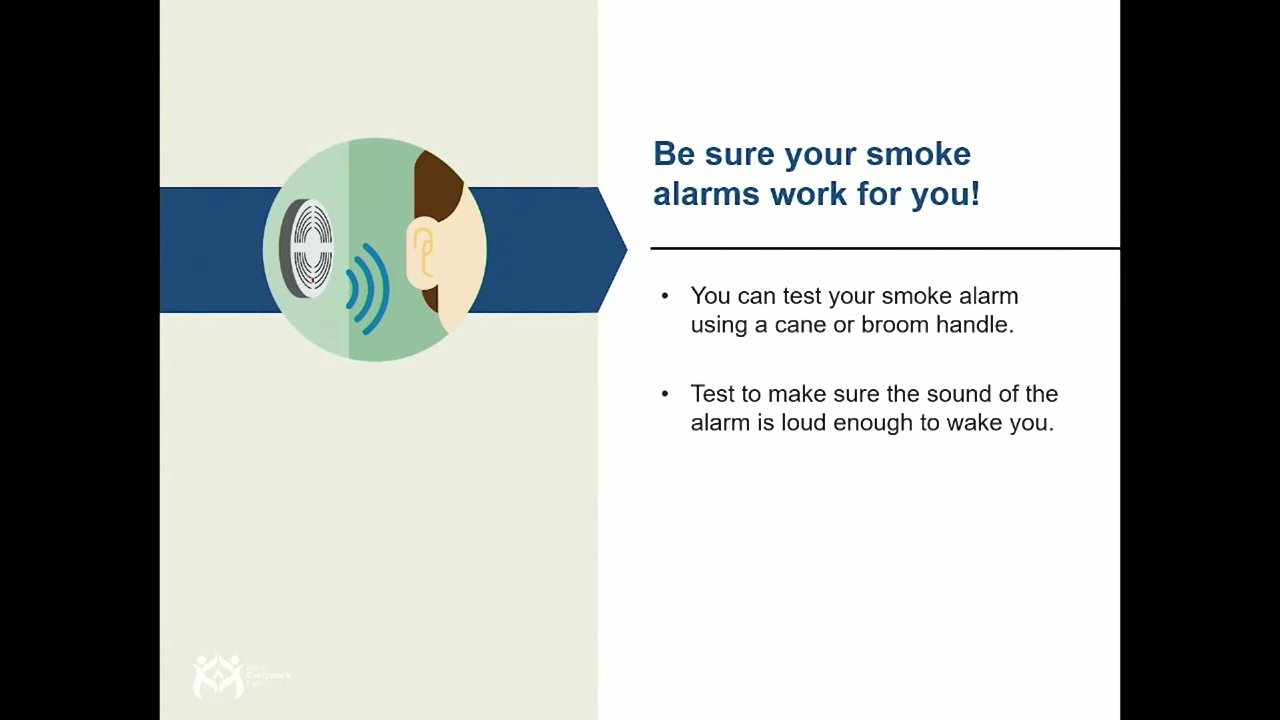 Be sure your smoke
alarms work for you!
• You can test your smoke alarm
using a cane or broom handle.
• Test to make sure the sound of the
alarm is loud enough to wake you.